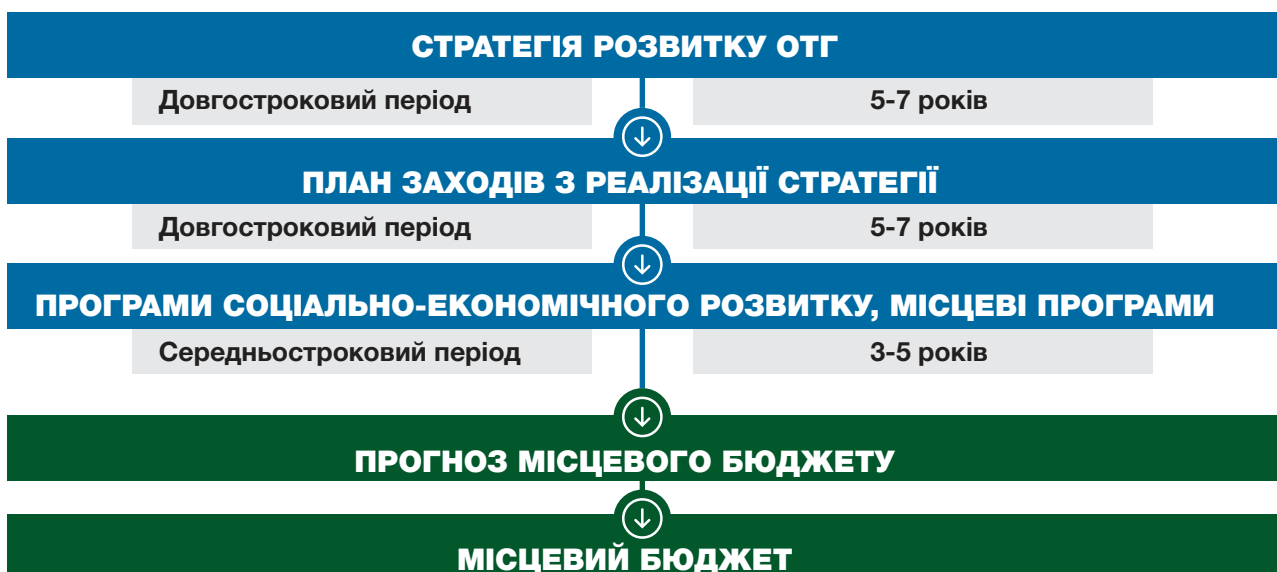 СТРАТЕГІЯ РОЗВИТКУ ОТГ
Довгостроковий період 5-7 років
ПЛАН ЗАХОДІВ З РЕАЛІЗАЦІЇ СТРАТЕГІЇ
Довгостроковий період 5-7 років
ПРОГРАМИ СОЦІАЛЬНО-ЕКОНОМІЧНОГО РОЗВИТКУ, МІСЦЕВІ ПРОГРАМИ
Середньостроковий період 3-5 років
ПРОГНОЗ МІСЦЕВОГО БЮДЖЕТУ
МІСЦЕВИЙ БЮДЖЕТ